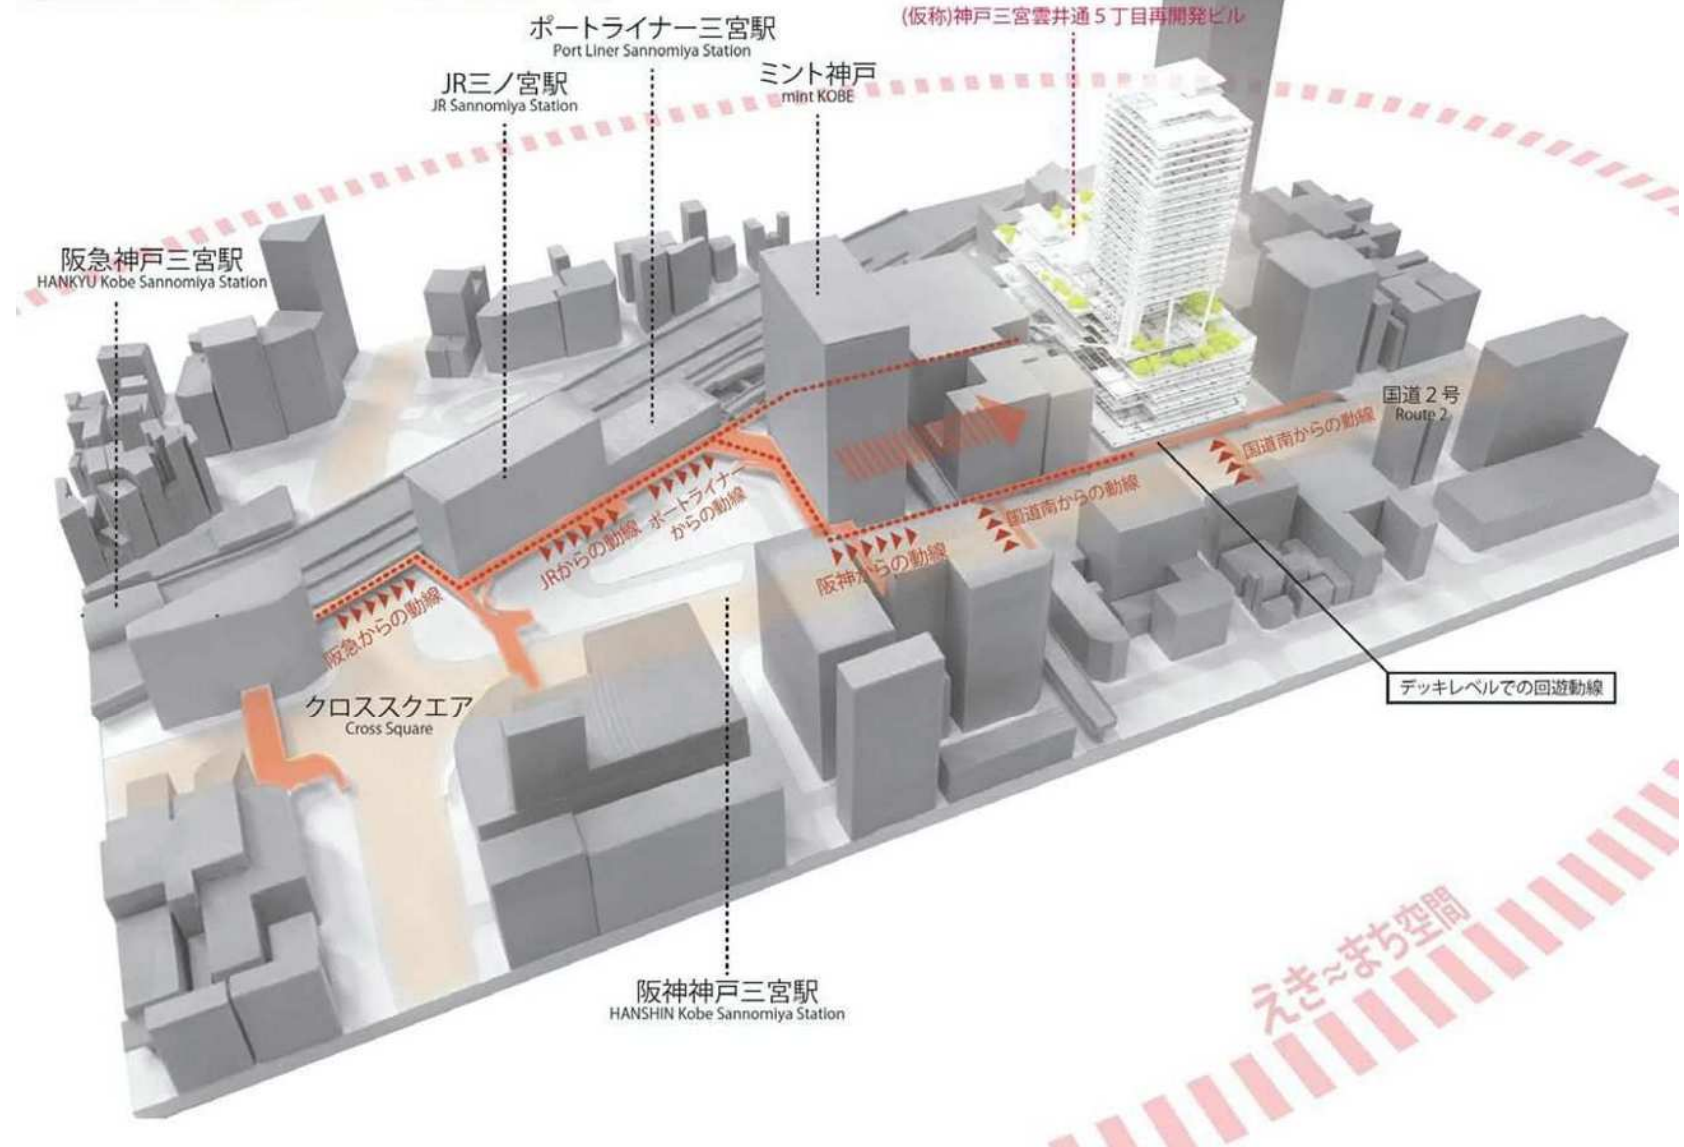 (仮称)神戸三宮雲井通5丁目再開発ビル
ポートライナー三宮駅
Port Liner Sannomiya Station
JR三ノ宮駅
JR Sannomiya Station
ミント神戸
mint KOBE
阪急神戸三宮駅
HANKYU Kobe Sannomiya Station
国道2号
Route 2
国道南からの動線
国道南からの動線
ポートライナー
からの動線
JRからの動線
阪神からの動線
阪急からの動線
デッキレベルでの回遊動線
クロススクエア
Cross Square
えき~まち空間
阪神神戸三宮駅
HANSHIN Kobe Sannomiya Station